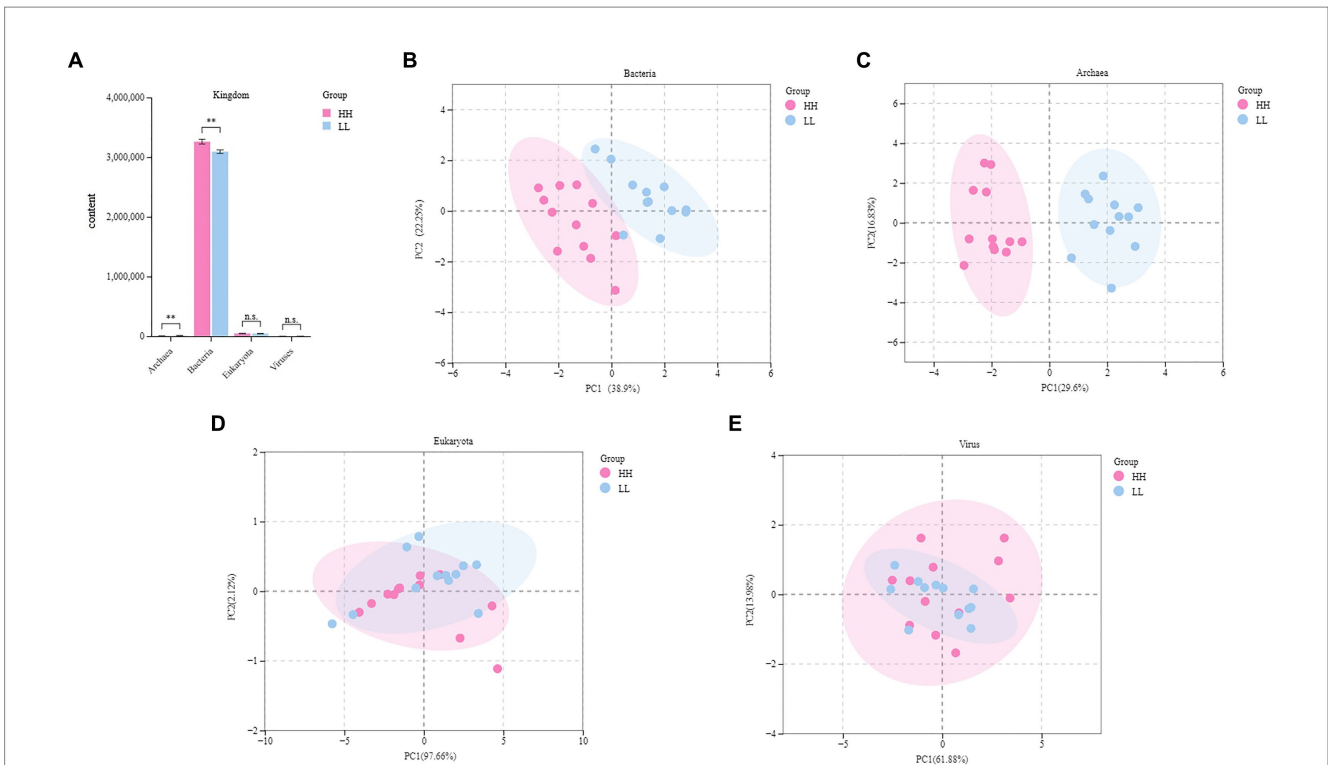 A
Kingdom
Group
HH
LL
4,000,000
3,000,000
2,000,000
1,000,000
0
content
**
**
n.s.
n.s.
Archaea
Bacteria
Eukaryota
Viruses
B
Bacteria
Group
HH
LL
4
2
0
−2
−4
−6
PC2 (22.25%)
−6
−4
−2
0
2
4
6
PC1 (38.9%)
C
Archaea
Group
HH
LL
6
4
2
0
−2
−4
−6
PC2(16.83%)
−4
−2
0
2
4
6
PC1(29.6%)
D
Eukaryota
Group
HH
LL
2
1
0
−1
−2
PC2(2.12%)
−10
−5
0
5
10
PC1(97.66%)
E
Virus
Group
HH
LL
4
2
0
−2
−4
PC2(13.98%)
−5
0
5
PC1(61.88%)